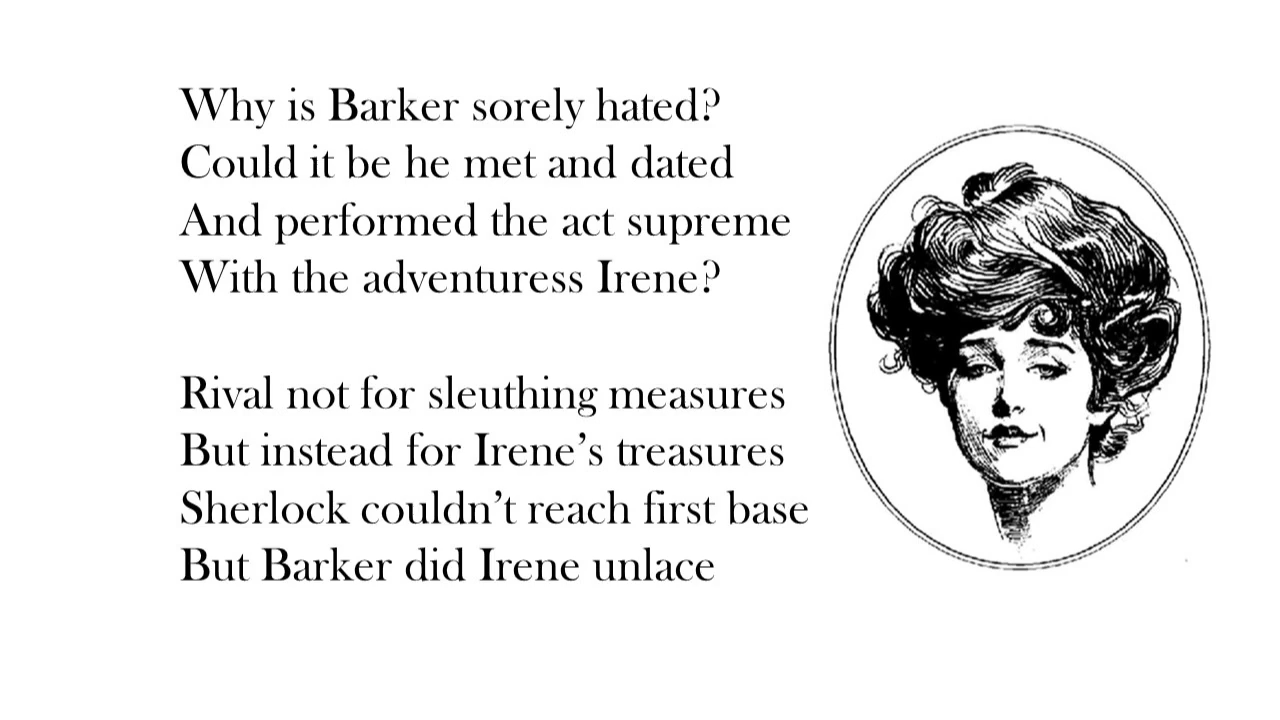 Why is Barker sorely hated?
Could it be he met and dated
And performed the act supreme
With the adventuress Irene?
Rival not for sleuthing measures
But instead for Irene’s treasures
Sherlock couldn’t reach first base
But Barker did Irene unlace